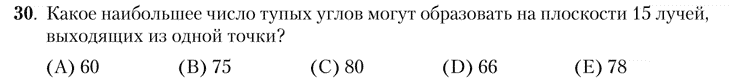 30. Какое наибольшее число тупых углов могут образовать на плоскости 15 лучей,
выходящих из одной точки?
(A) 60 (B) 75 (C) 80 (D) 66 (E) 78